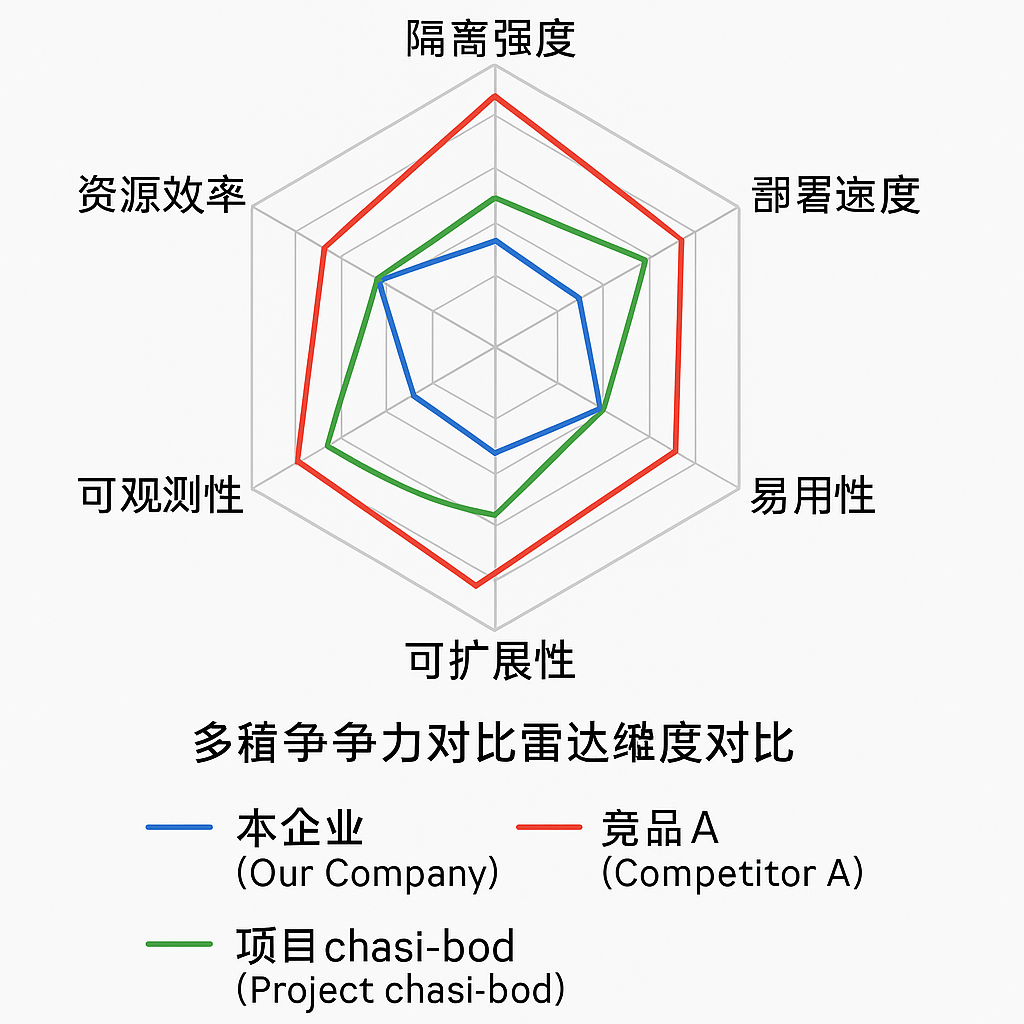 隔离强度
资源效率
部署速度
可观测性
易用性
可扩展性
多争争力对比雷达维度对比
本企业
(Our Company)
竞品A
(Competitor A)
项目chasi-bod
(Project chasi-bod)